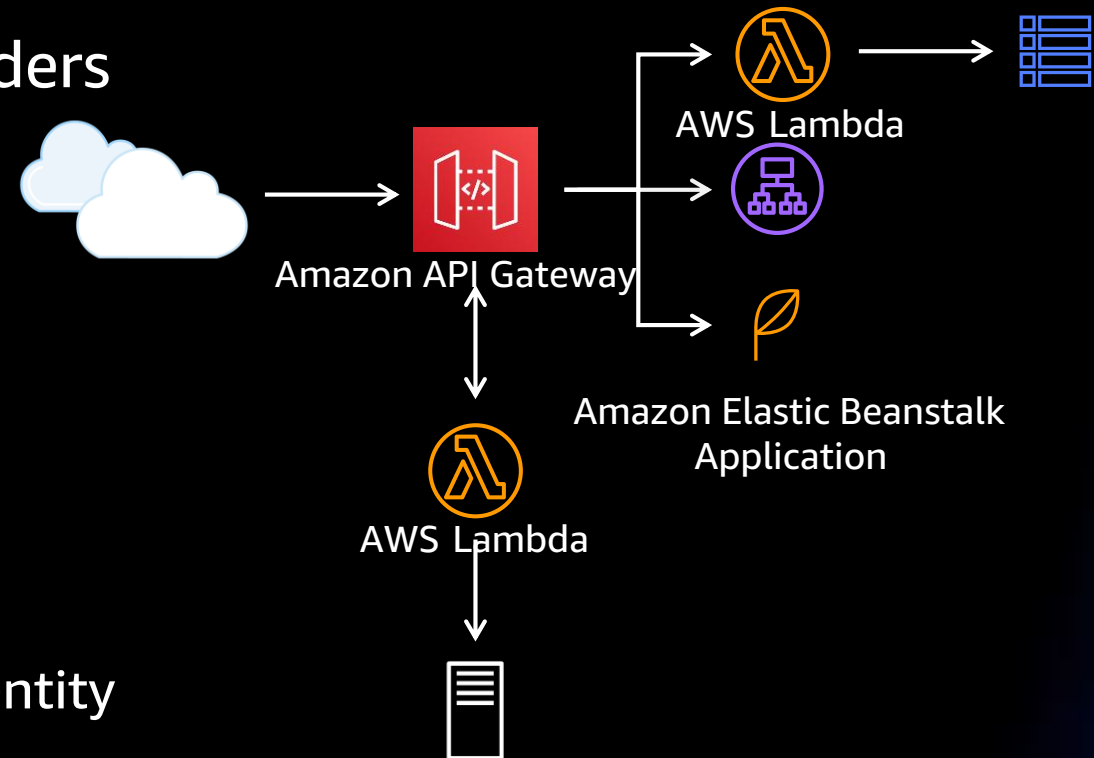 ders
AWS Lambda
</>
Amazon API Gateway
Amazon Elastic Beanstalk
Application
AWS Lambda
ntity